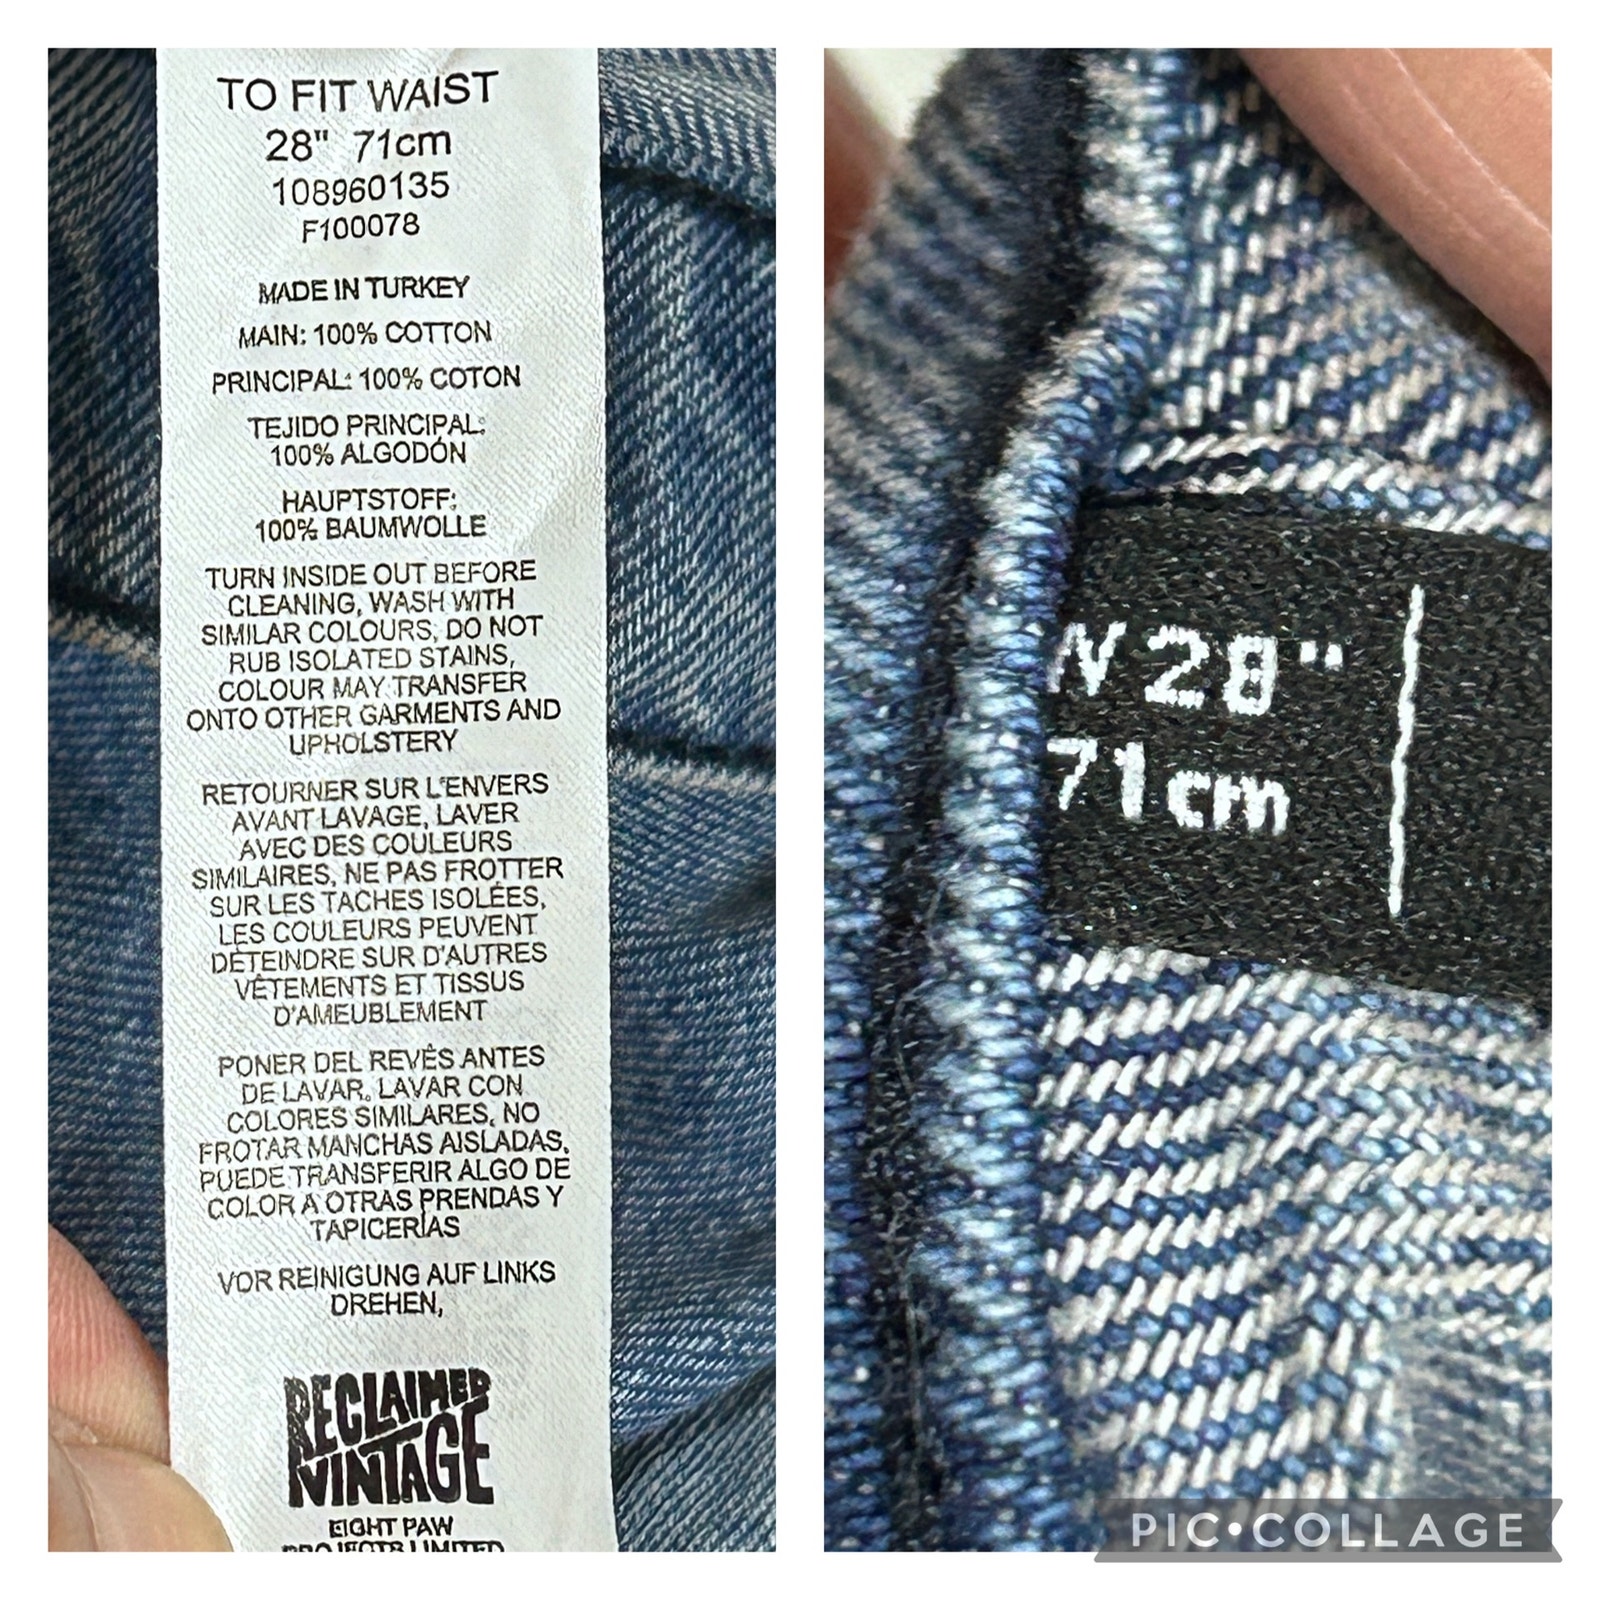 TO FIT WAIST
28" 71cm
108960135
F100078
MADE IN TURKEY
MAIN: 100% COTTON
PRINCIPAL: 100% COTON
TEJIDO PRINCIPAL:
100% ALGODÓN
HAUPTSTOFF:
100% BAUMWOLLE
TURN INSIDE OUT BEFORE
CLEANING, WASH WITH
SIMILAR COLOURS, DO NOT
RUB ISOLATED STAINS,
COLOUR MAY TRANSFER
ONTO OTHER GARMENTS AND
UPHOLSTERY
RETOURNER SUR L'ENVERS
AVANT LAVAGE, LAVER
AVEC DES COULEURS
SIMILAIRES, NE PAS FROTTER
SUR LES TACHES ISOLÉES,
LES COULEURS PEUVENT
DÉTEINDRE SUR D'AUTRES
VÊTEMENTS ET TISSUS
D'AMEUBLEMENT
PONER DEL REVÉS ANTES
DE LAVAR, LAVAR CON
COLORES SIMILARES, NO
FROTAR MANCHAS AISLADAS,
PUEDE TRANSFERIR ALGO DE
COLOR A OTRAS PRENDAS Y
TAPICERÍAS
VOR REINIGUNG AUF LINKS
DREHEN,
RECLAIMED
VINTAGE
EIGHT PAW
PROJECTS LIMITED
W 28"
71cm
PIC•COLLAGE